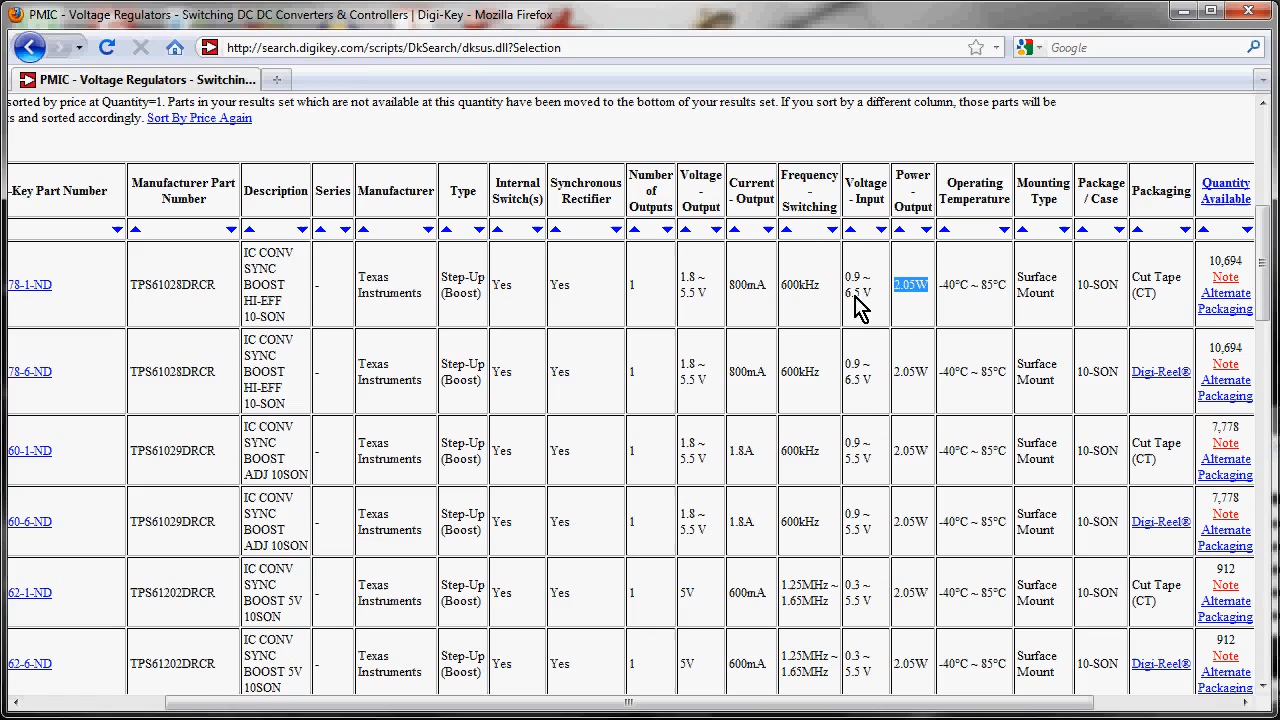 PMIC - Voltage Regulators - Switching DC DC Converters & Controllers | Digi-Key - Mozilla Firefox
http://search.digikey.com/scripts/DkSearch/dksus.dll?Selection
Google
PMIC - Voltage Regulators - Switchin...
sorted by price at Quantity=1. Parts in your results set which are not available at this quantity have been moved to the bottom of your results set. If you sort by a different column, those parts will be
s and sorted accordingly. Sort By Price Again
-Key Part Number Manufacturer Part Number Description Series Manufacturer Type Internal Switch(s) Synchronous Rectifier Number of Outputs Voltage - Output Current - Output Frequency - Switching Voltage - Input Power - Output Operating Temperature Mounting Type Package / Case Packaging Quantity Available
78-1-ND TPS61028DRCR IC CONV SYNC BOOST HI-EFF 10-SON - Texas Instruments Step-Up (Boost) Yes Yes 1 1.8 ~ 5.5 V 800mA 600kHz 0.9 ~ 6.5 V 2.05W -40°C ~ 85°C Surface Mount 10-SON Cut Tape (CT) 10,694 Note Alternate Packaging
78-6-ND TPS61028DRCR IC CONV SYNC BOOST HI-EFF 10-SON - Texas Instruments Step-Up (Boost) Yes Yes 1 1.8 ~ 5.5 V 800mA 600kHz 0.9 ~ 6.5 V 2.05W -40°C ~ 85°C Surface Mount 10-SON Digi-Reel® 10,694 Note Alternate Packaging
60-1-ND TPS61029DRCR IC CONV SYNC BOOST ADJ 10SON - Texas Instruments Step-Up (Boost) Yes Yes 1 1.8 ~ 5.5 V 1.8A 600kHz 0.9 ~ 5.5 V 2.05W -40°C ~ 85°C Surface Mount 10-SON Cut Tape (CT) 7,778 Note Alternate Packaging
60-6-ND TPS61029DRCR IC CONV SYNC BOOST ADJ 10SON - Texas Instruments Step-Up (Boost) Yes Yes 1 1.8 ~ 5.5 V 1.8A 600kHz 0.9 ~ 5.5 V 2.05W -40°C ~ 85°C Surface Mount 10-SON Digi-Reel® 7,778 Note Alternate Packaging
62-1-ND TPS61202DRCR IC CONV SYNC BOOST 5V 10SON - Texas Instruments Step-Up (Boost) Yes Yes 1 5V 600mA 1.25MHz ~ 1.65MHz 0.3 ~ 5.5 V 2.05W -40°C ~ 85°C Surface Mount 10-SON Cut Tape (CT) 912 Note Alternate Packaging
62-6-ND TPS61202DRCR IC CONV SYNC BOOST 5V 10SON - Texas Instruments Step-Up (Boost) Yes Yes 1 5V 600mA 1.25MHz ~ 1.65MHz 0.3 ~ 5.5 V 2.05W -40°C ~ 85°C Surface Mount 10-SON Digi-Reel® 912 Note Alternate Packaging